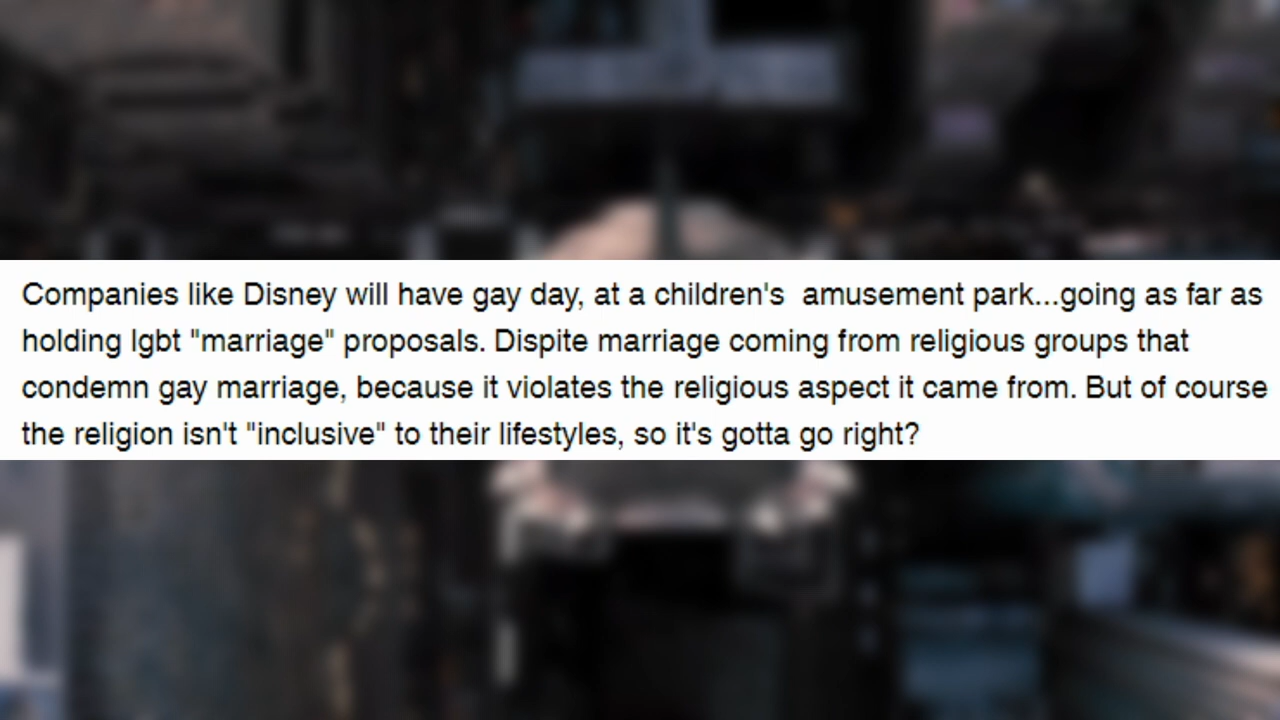 Companies like Disney will have gay day, at a children's  amusement park...going as far as
holding lgbt "marriage" proposals. Dispite marriage coming from religious groups that
condemn gay marriage, because it violates the religious aspect it came from. But of course
the religion isn't "inclusive" to their lifestyles, so it's gotta go right?